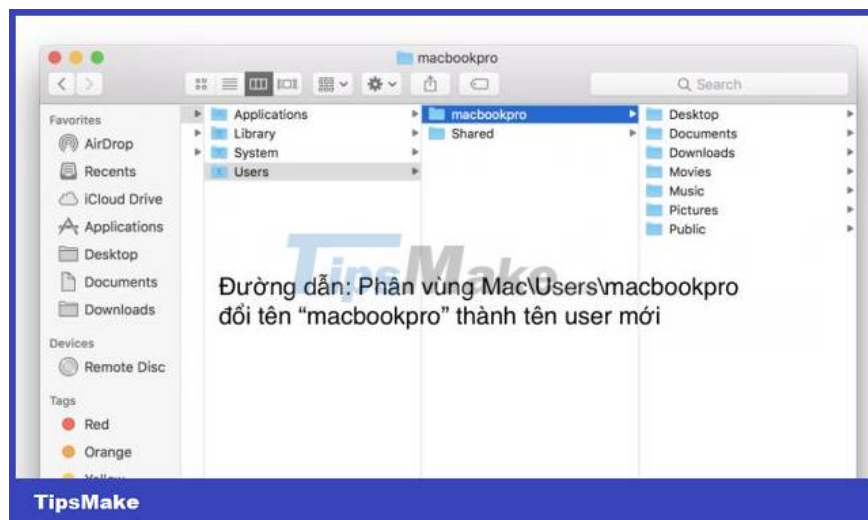 macbookpro
Search
Favorites
AirDrop
Recents
iCloud Drive
Applications
Desktop
Documents
Downloads
Devices
Remote Disc
Tags
Red
Orange
Yellow
Applications
Library
System
Users
macbookpro
Shared
Desktop
Documents
Downloads
Movies
Music
Pictures
Public
TipsMake
Đường dẫn: Phân vùng Mac\Users\macbookpro
đổi tên “macbookpro” thành tên user mới
TipsMake